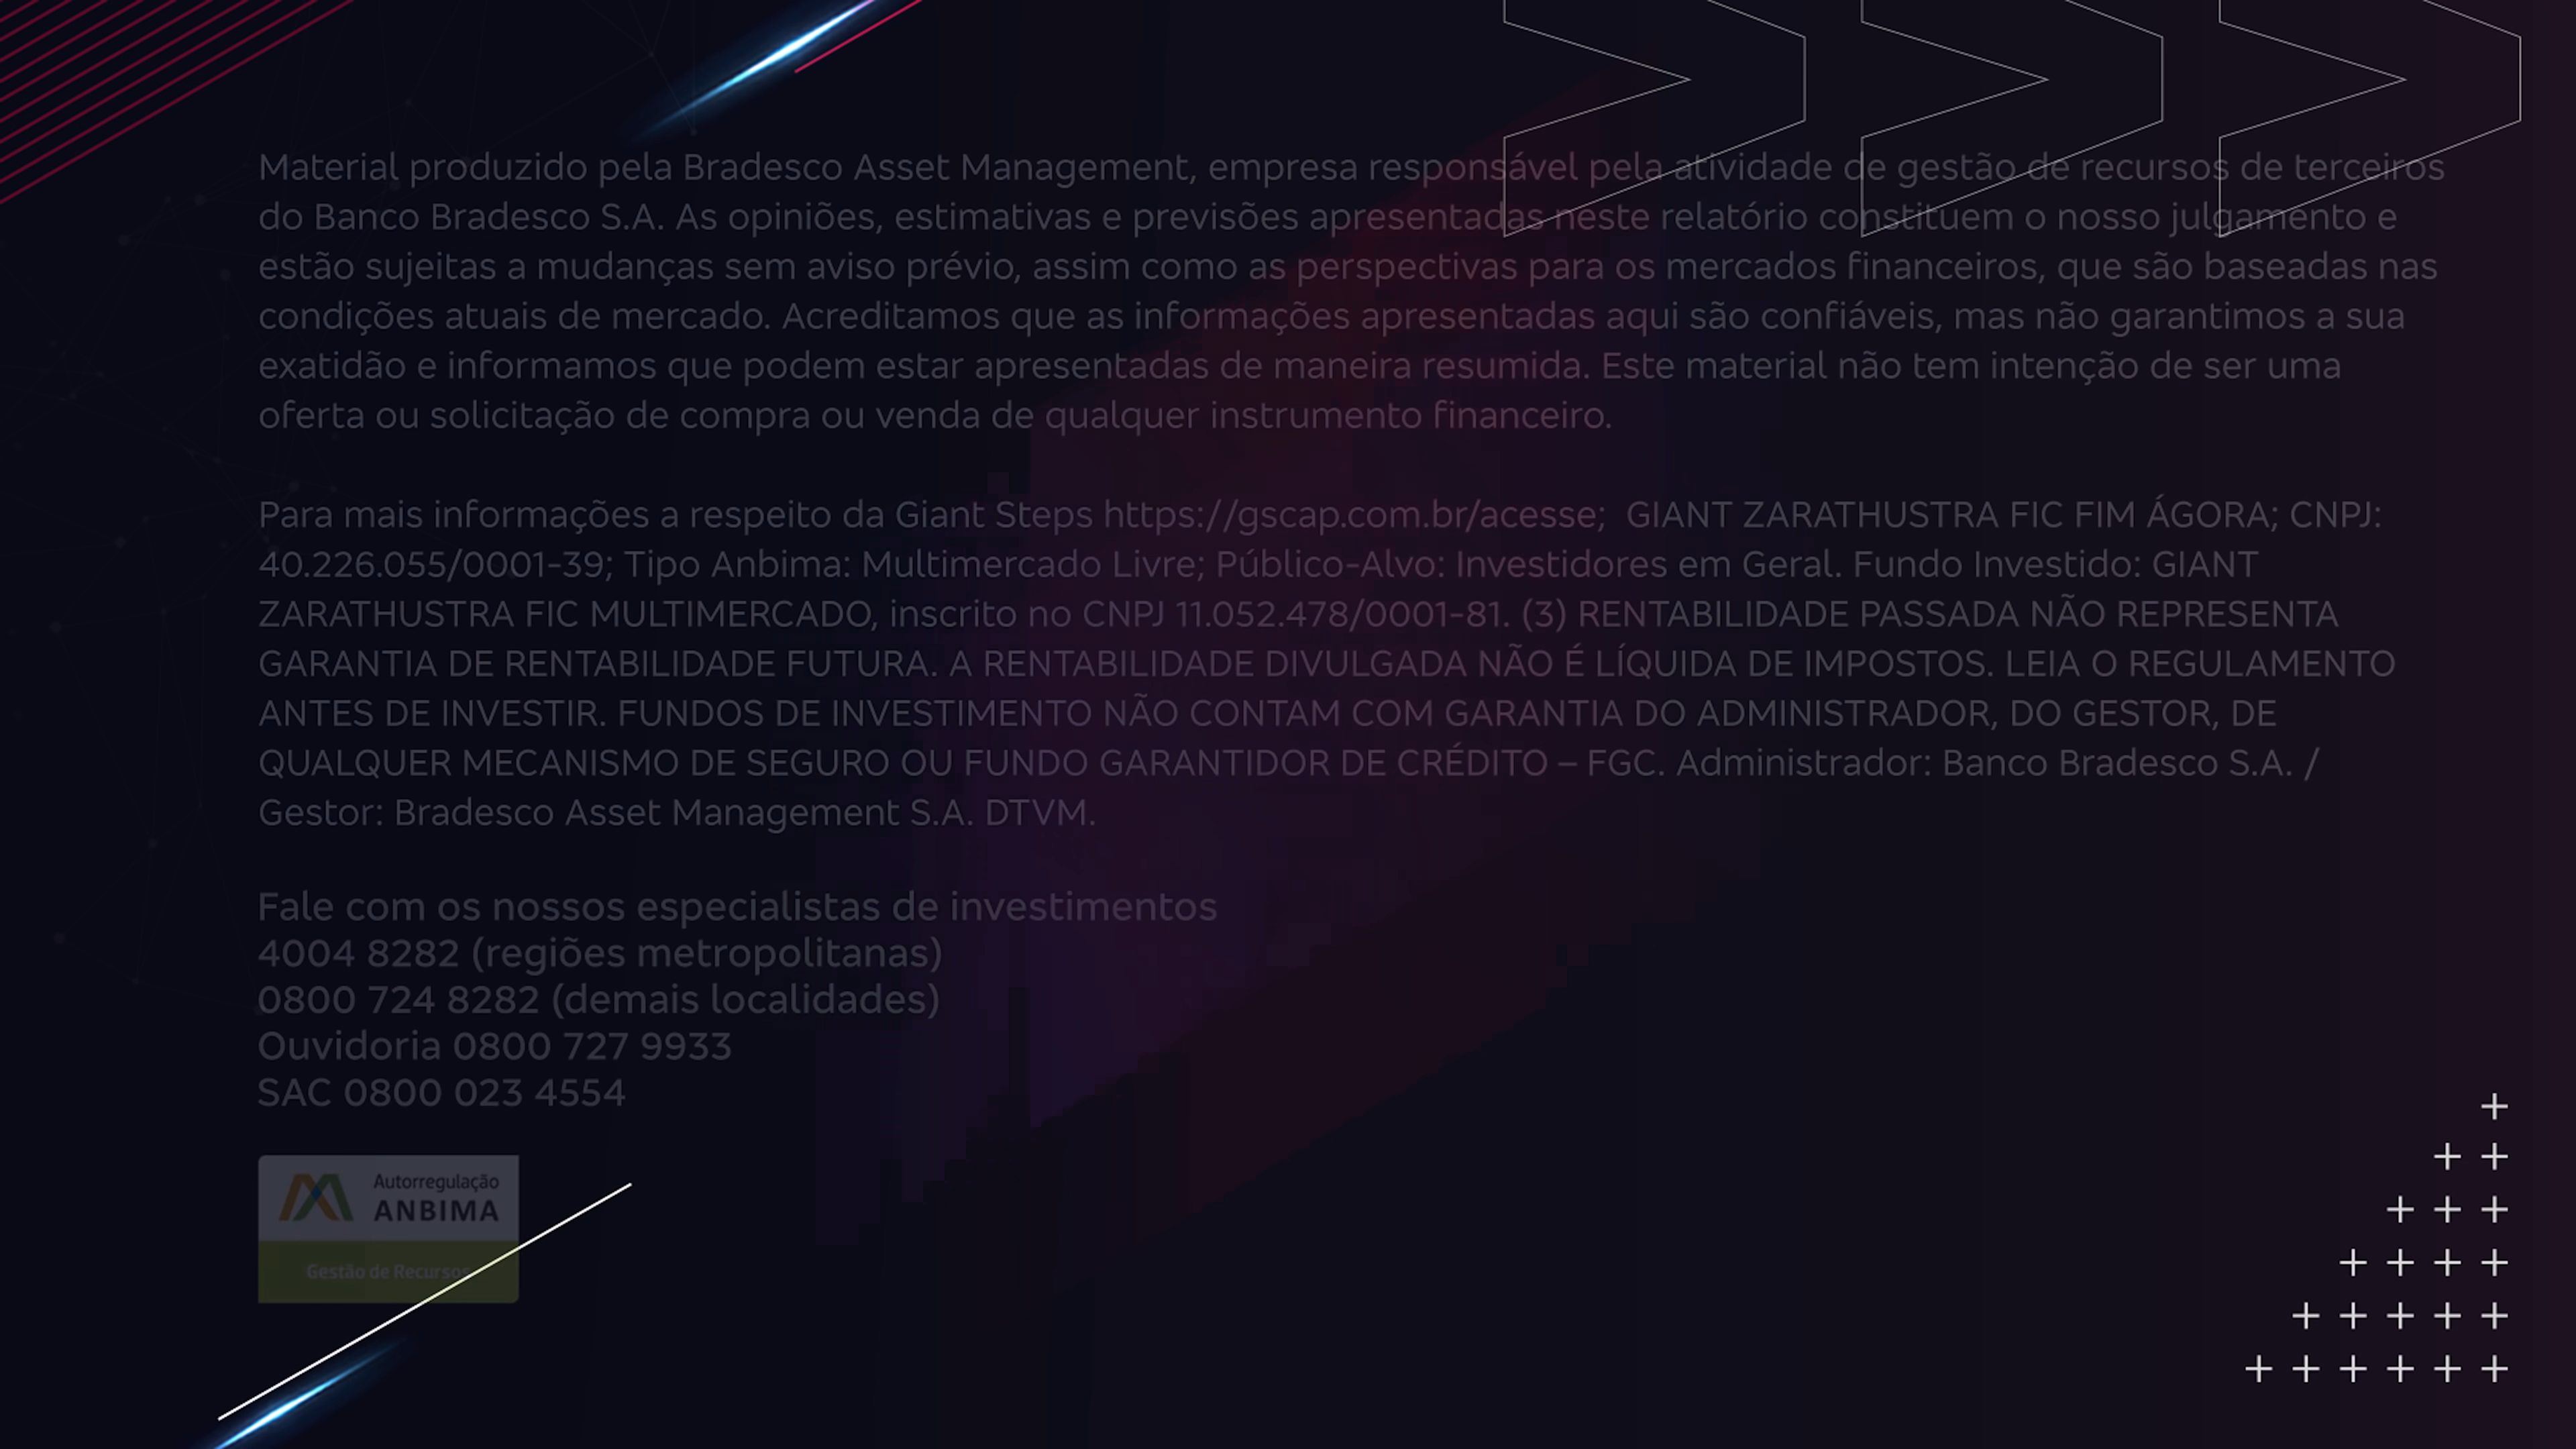 Material produzido pela Bradesco Asset Management, empresa responsável pela atividade de gestão de recursos de terceiros
do Banco Bradesco S.A. As opiniões, estimativas e previsões apresentadas neste relatório constituem o nosso julgamento e
estão sujeitas a mudanças sem aviso prévio, assim como as perspectivas para os mercados financeiros, que são baseadas nas
condições atuais de mercado. Acreditamos que as informações apresentadas aqui são confiáveis, mas não garantimos a sua
exatidão e informamos que podem estar apresentadas de maneira resumida. Este material não tem intenção de ser uma
oferta ou solicitação de compra ou venda de qualquer instrumento financeiro.
Para mais informações a respeito da Giant Steps https://gscap.com.br/acesse; GIANT ZARATHUSTRA FIC FIM ÁGORA; CNPJ:
40.226.055/0001-39; Tipo Anbima: Multimercado Livre; Público-Alvo: Investidores em Geral. Fundo Investido: GIANT
ZARATHUSTRA FIC MULTIMERCADO, inscrito no CNPJ 11.052.478/0001-81. (3) RENTABILIDADE PASSADA NÃO REPRESENTA
GARANTIA DE RENTABILIDADE FUTURA. A RENTABILIDADE DIVULGADA NÃO É LÍQUIDA DE IMPOSTOS. LEIA O REGULAMENTO
ANTES DE INVESTIR. FUNDOS DE INVESTIMENTO NÃO CONTAM COM GARANTIA DO ADMINISTRADOR, DO GESTOR, DE
QUALQUER MECANISMO DE SEGURO OU FUNDO GARANTIDOR DE CRÉDITO – FGC. Administrador: Banco Bradesco S.A. /
Gestor: Bradesco Asset Management S.A. DTVM.
Fale com os nossos especialistas de investimentos
4004 8282 (regiões metropolitanas)
0800 724 8282 (demais localidades)
Ouvidoria 0800 727 9933
SAC 0800 023 4554
Autorregulação
ANBIMA
Gestão de Recursos